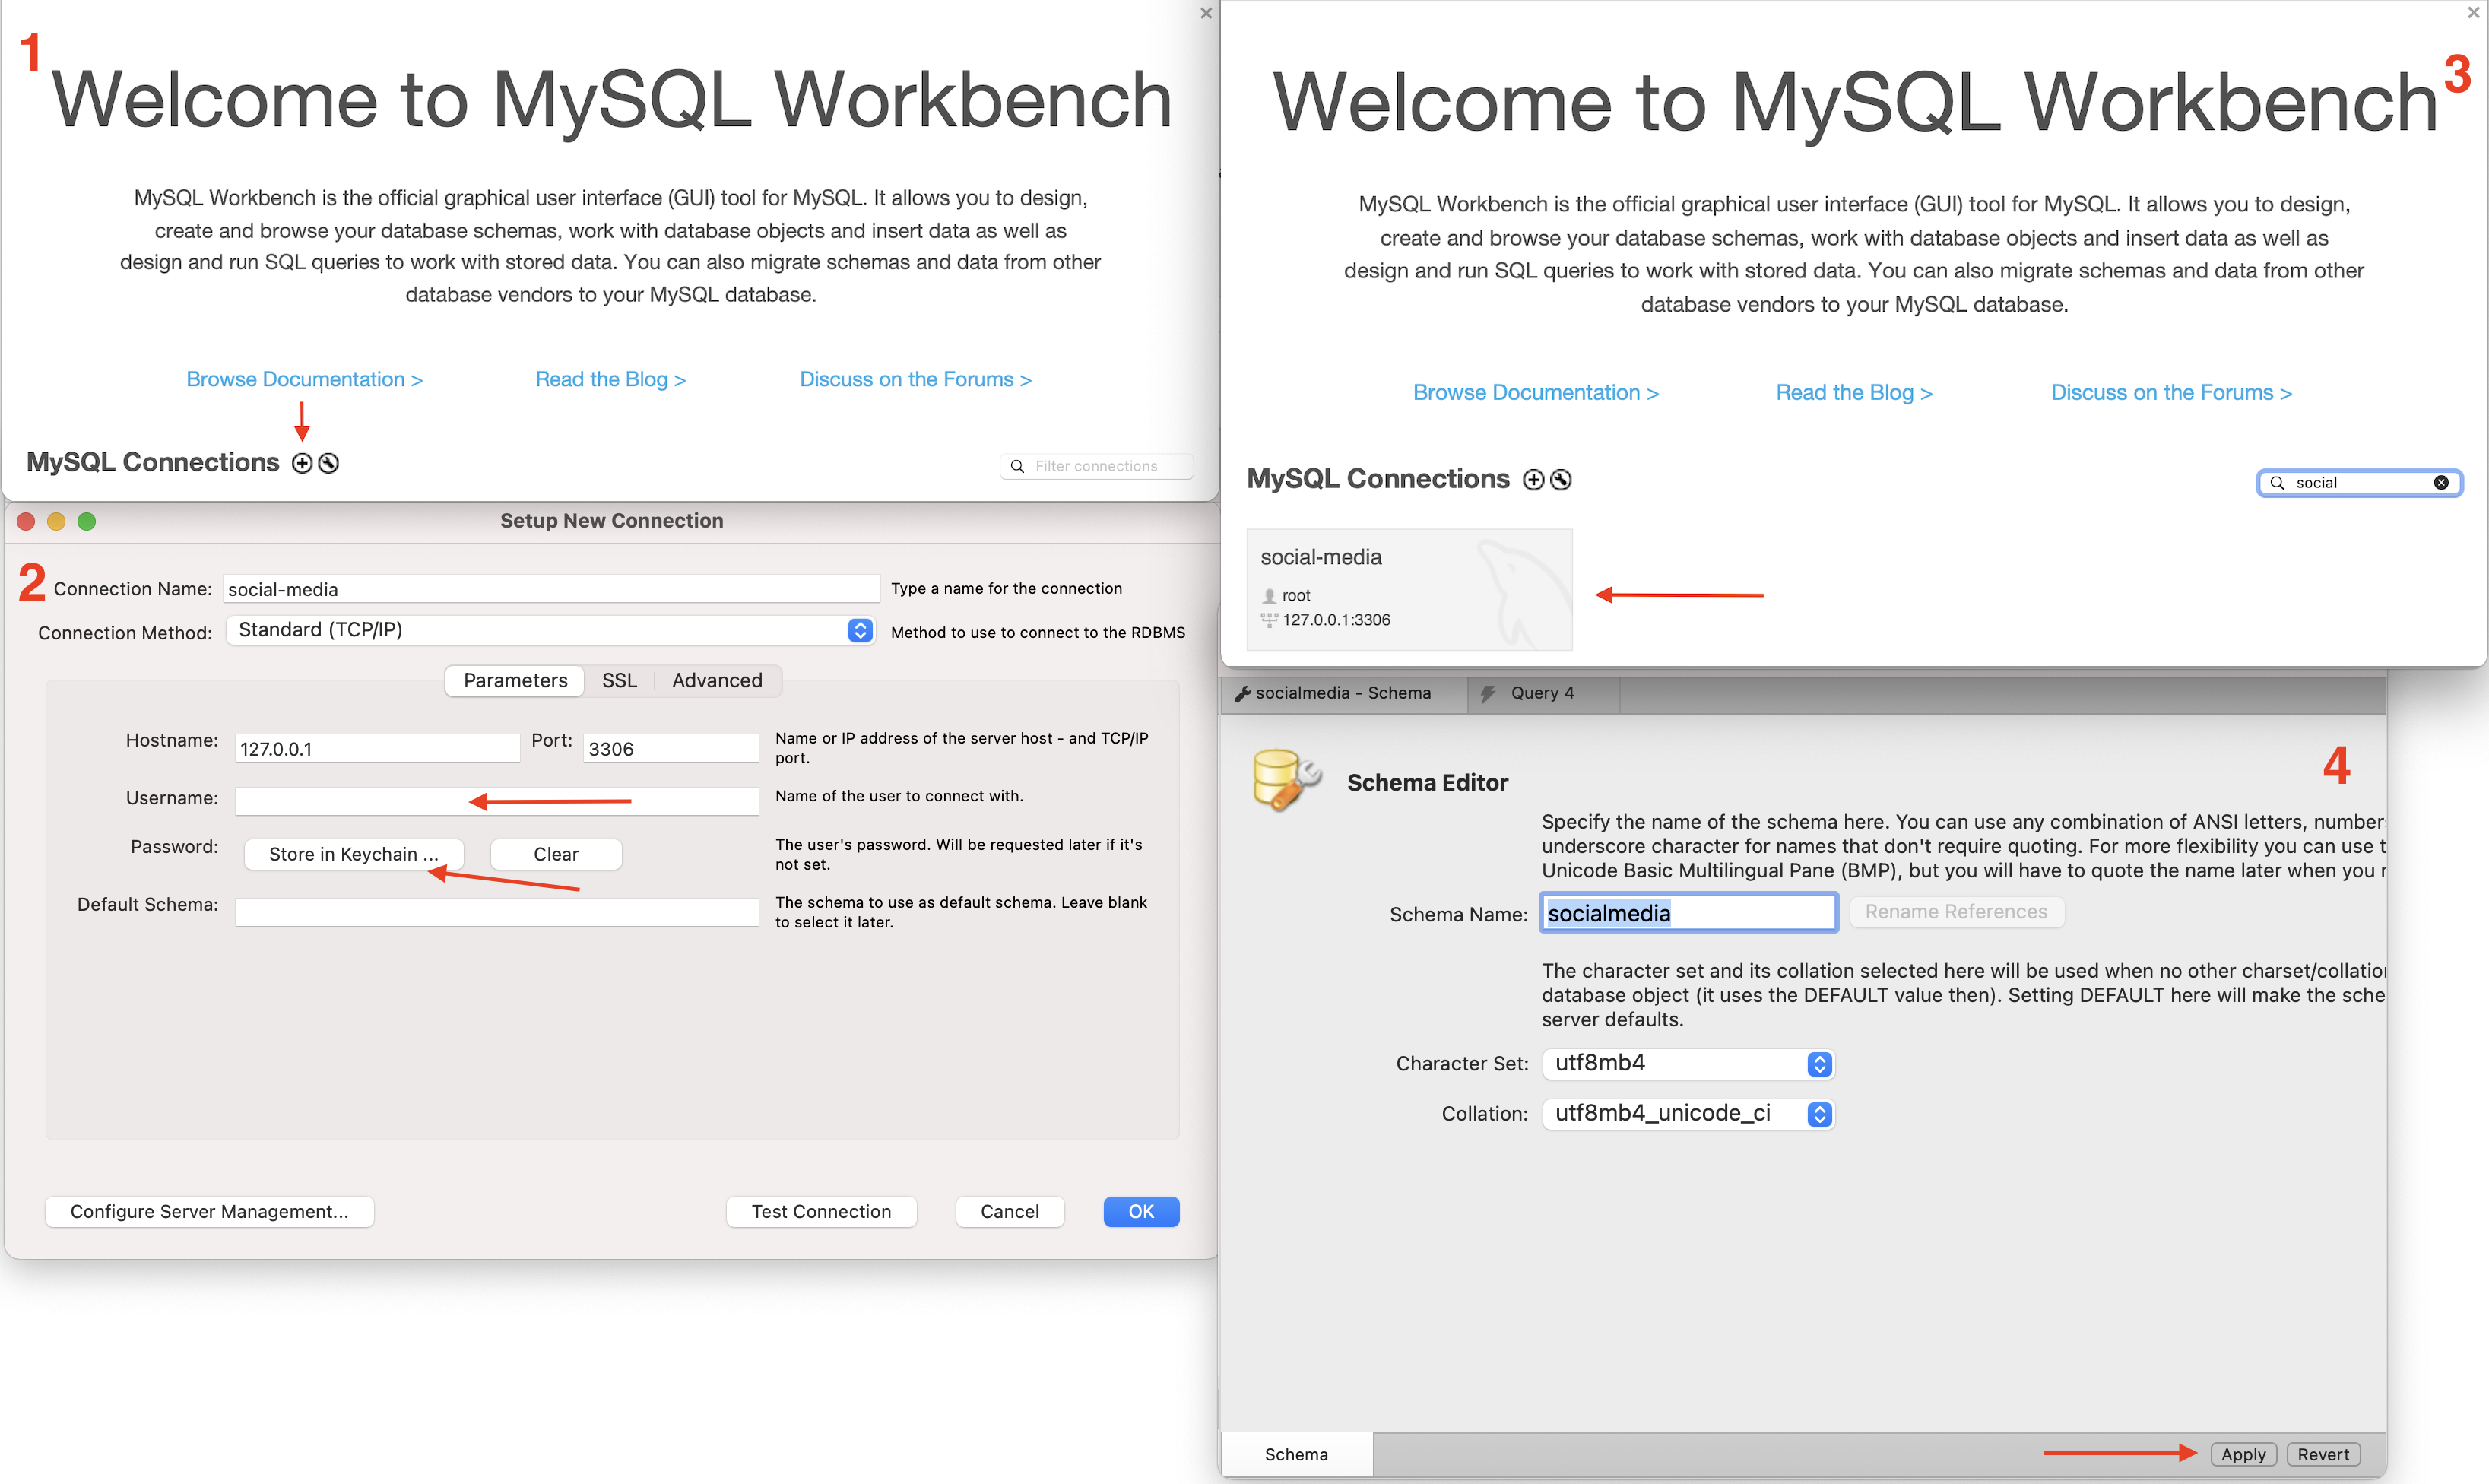 1
Welcome to MySQL Workbench
MySQL Workbench is the official graphical user interface (GUI) tool for MySQL. It allows you to design,
create and browse your database schemas, work with database objects and insert data as well as
design and run SQL queries to work with stored data. You can also migrate schemas and data from other
database vendors to your MySQL database.
Browse Documentation > Read the Blog > Discuss on the Forums >
MySQL Connections
Filter connections
Setup New Connection
2
Connection Name: social-media Type a name for the connection
Connection Method: Standard (TCP/IP) Method to use to connect to the RDBMS
Parameters SSL Advanced
Hostname: 127.0.0.1 Port: 3306 Name or IP address of the server host - and TCP/IP
port.
Username: Name of the user to connect with.
Password: Store in Keychain ... Clear The user's password. Will be requested later if it's
not set.
Default Schema: The schema to use as default schema. Leave blank
to select it later.
Configure Server Management... Test Connection Cancel OK
3
Welcome to MySQL Workbench
MySQL Workbench is the official graphical user interface (GUI) tool for MySQL. It allows you to design,
create and browse your database schemas, work with database objects and insert data as well as
design and run SQL queries to work with stored data. You can also migrate schemas and data from other
database vendors to your MySQL database.
Browse Documentation > Read the Blog > Discuss on the Forums >
MySQL Connections
social
social-media
root
127.0.0.1:3306
socialmedia - Schema Query 4
4
Schema Editor
Specify the name of the schema here. You can use any combination of ANSI letters, number
underscore character for names that don't require quoting. For more flexibility you can use t
Unicode Basic Multilingual Pane (BMP), but you will have to quote the name later when you
Schema Name: socialmedia Rename References
The character set and its collation selected here will be used when no other charset/collatio
database object (it uses the DEFAULT value then). Setting DEFAULT here will make the sche
server defaults.
Character Set: utf8mb4
Collation: utf8mb4_unicode_ci
Schema Apply Revert